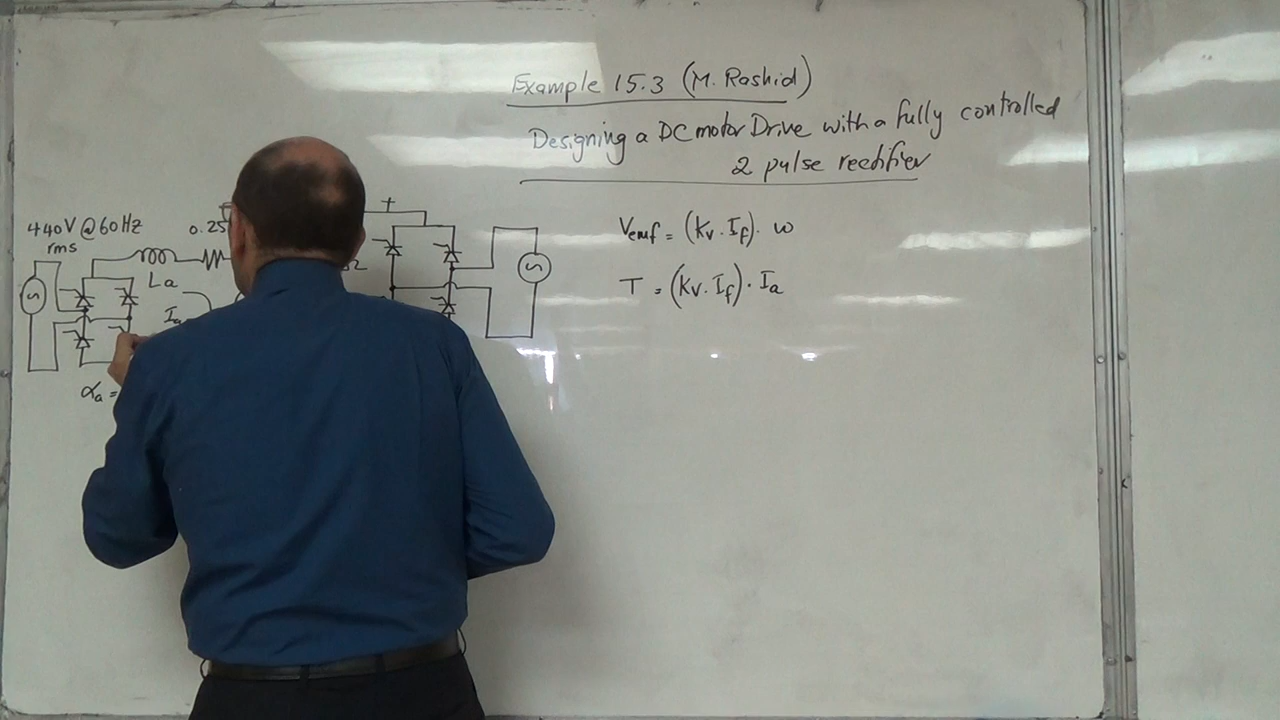 Example 15.3 (M. Rashid)
Designing a DC motor Drive with a fully controlled
2 pulse rectifier
440V @ 60Hz
rms
0.25
+
Ω
La
αa =
Vemf = (Kv. If). ω
T = (Kv. If) . Ia